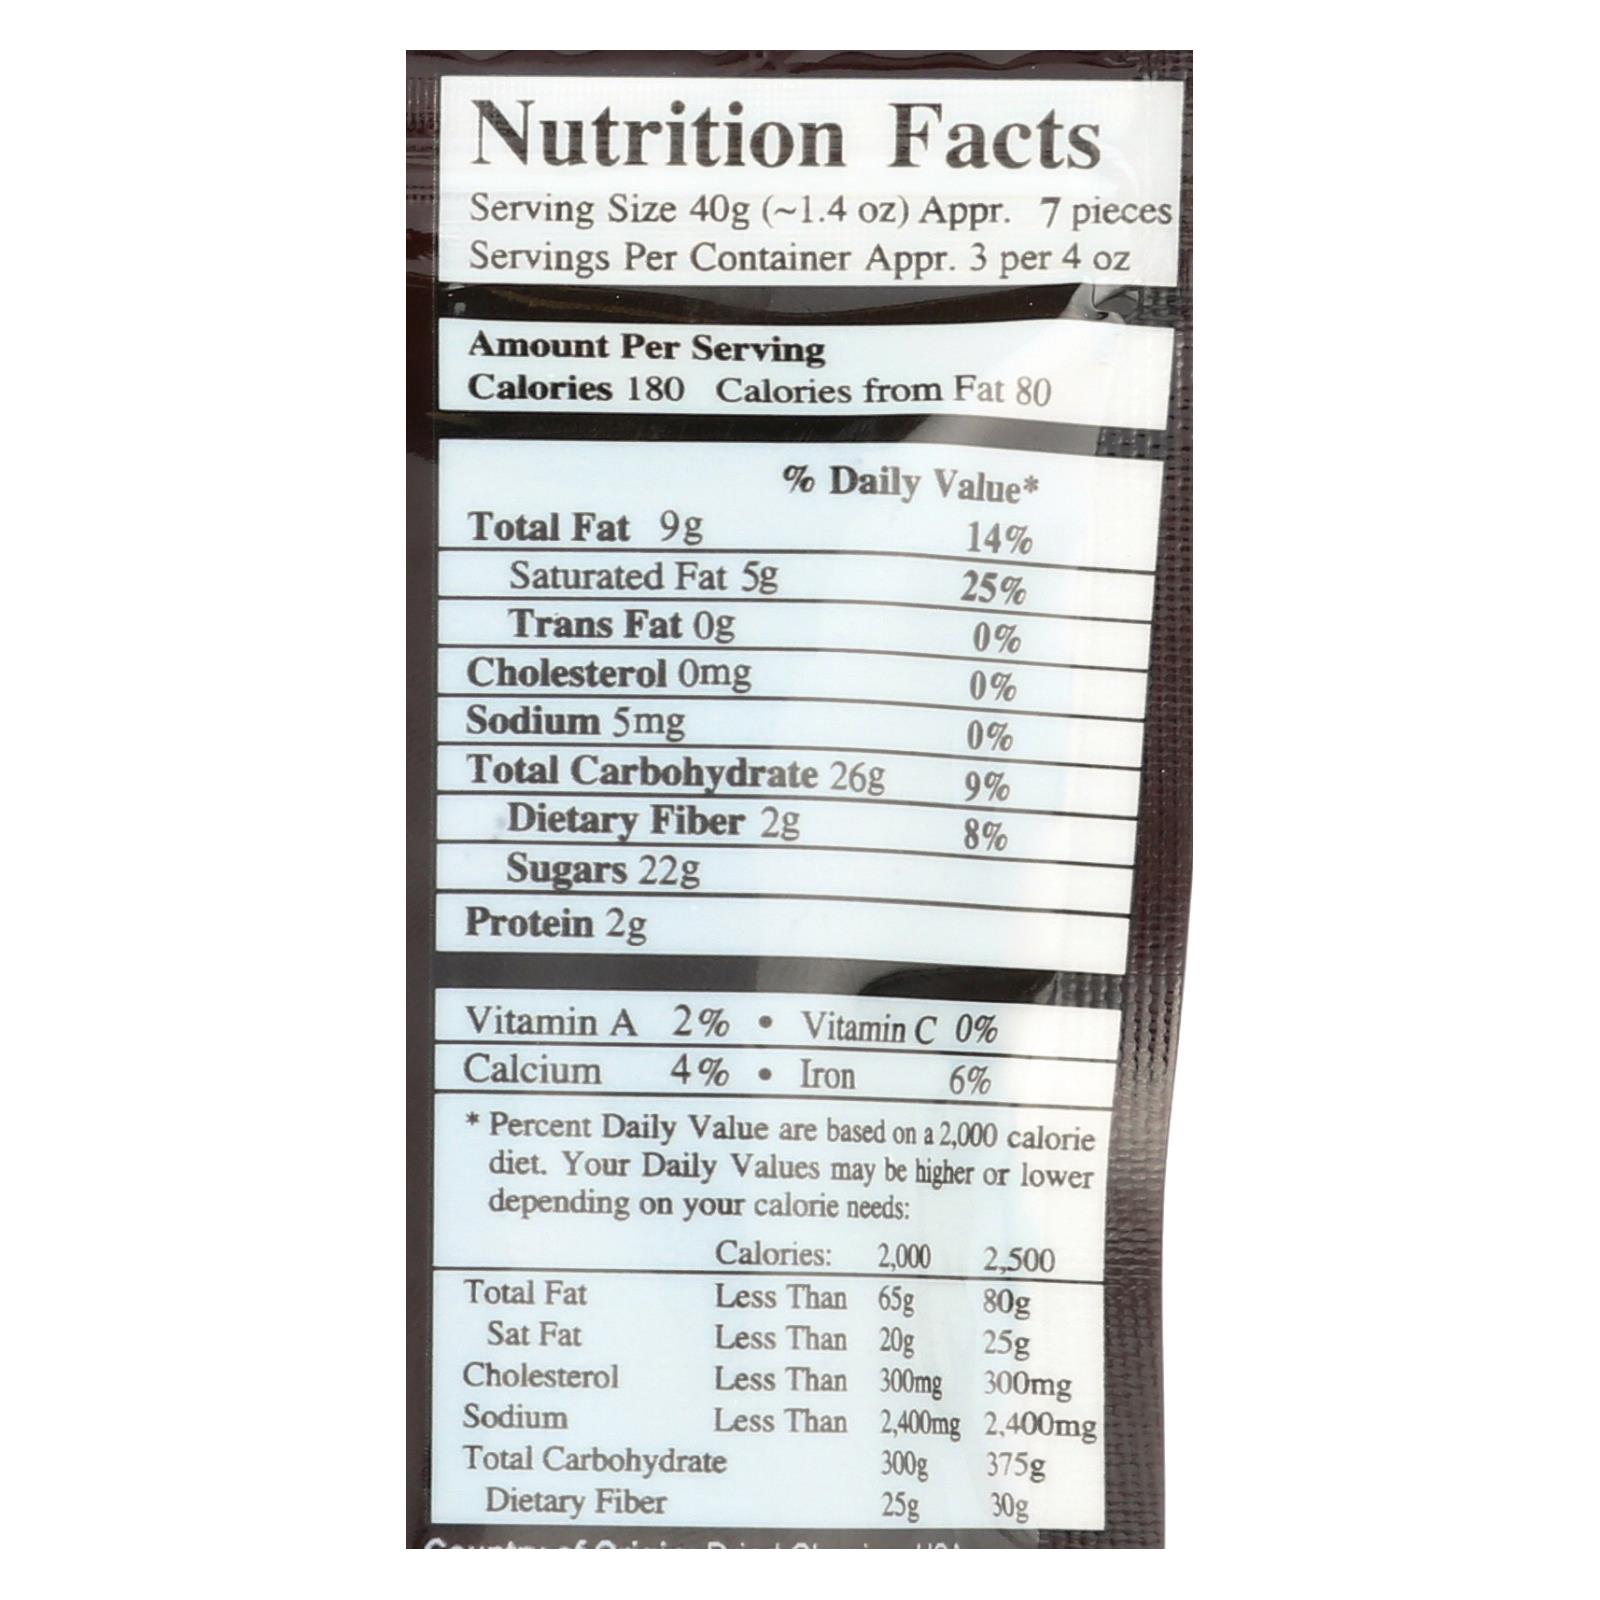 Nutrition Facts
Serving Size 40g (~1.4 oz) Appr. 7 pieces
Servings Per Container Appr. 3 per 4 oz
Amount Per Serving
Calories 180 Calories from Fat 80
% Daily Value*
Total Fat 9g 14%
Saturated Fat 5g 25%
Trans Fat 0g 0%
Cholesterol 0mg 0%
Sodium 5mg 0%
Total Carbohydrate 26g 9%
Dietary Fiber 2g 8%
Sugars 22g
Protein 2g
Vitamin A 2% • Vitamin C 0%
Calcium 4% • Iron 6%
* Percent Daily Value are based on a 2,000 calorie
diet. Your Daily Values may be higher or lower
depending on your calorie needs:
Calories: 2,000 2,500
Total Fat Less Than 65g 80g
Sat Fat Less Than 20g 25g
Cholesterol Less Than 300mg 300mg
Sodium Less Than 2,400mg 2,400mg
Total Carbohydrate 300g 375g
Dietary Fiber 25g 30g